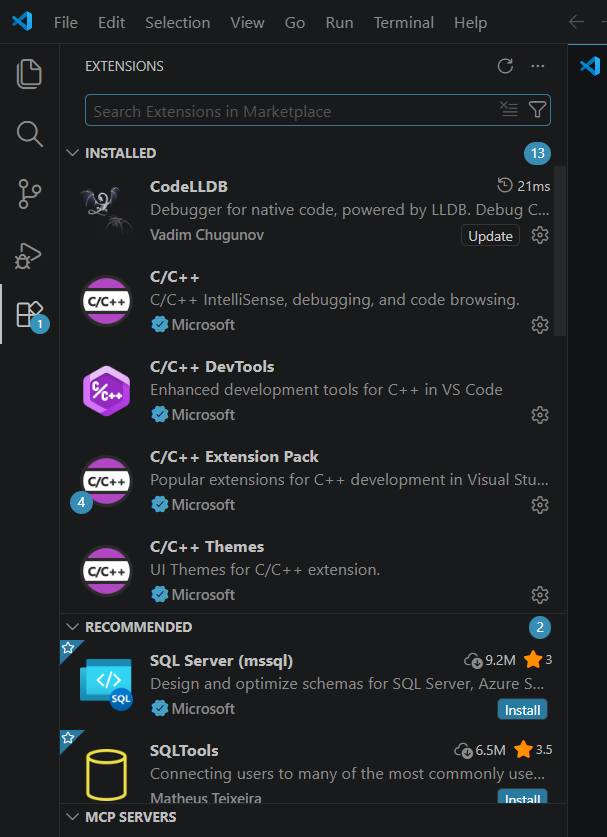 File Edit Selection View Go Run Terminal Help
EXTENSIONS
Search Extensions in Marketplace
INSTALLED 13
CodeLLDB 21ms
Debugger for native code, powered by LLDB. Debug C...
Vadim Chugunov Update
C/C++
C/C++
C/C++ IntelliSense, debugging, and code browsing.
Microsoft
1
C/C++ DevTools
C/C++
Enhanced development tools for C++ in VS Code
Microsoft
C/C++ Extension Pack
C/C++
Popular extensions for C++ development in Visual Stu...
4
Microsoft
C/C++ Themes
C/C++
UI Themes for C/C++ extension.
Microsoft
RECOMMENDED 2
SQL Server (mssql) 9.2M 3
Design and optimize schemas for SQL Server, Azure S...
SQL
Microsoft Install
SQLTools 6.5M 3.5
Connecting users to many of the most commonly use...
Matheus Teixeira Install
MCP SERVERS